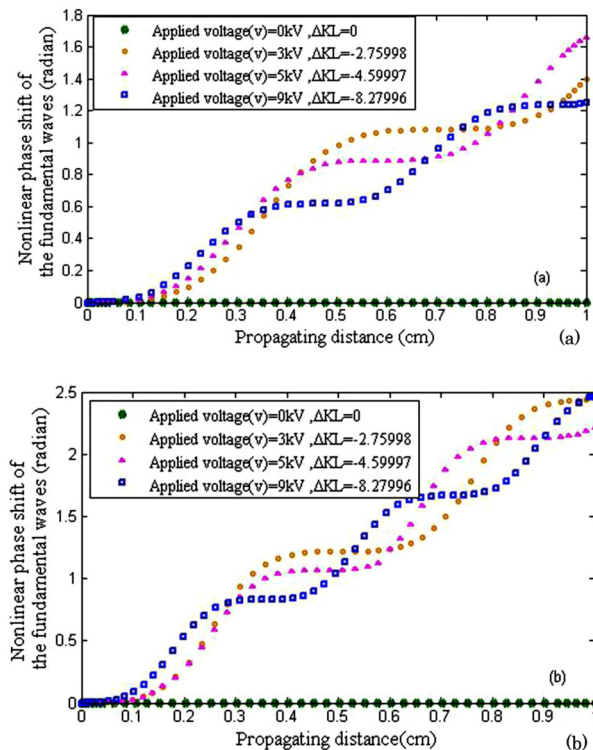 1.8
1.6
1.4
1.2
1
0.8
0.6
0.4
0.2
0
Nonlinear phase shift of
the fundamental waves (radian)
Applied voltage(v)=0kV ,ΔKL=0
Applied voltage(v)=3kV ,ΔKL=-2.75998
Applied voltage(v)=5kV ,ΔKL=-4.59997
Applied voltage(v)=9kV ,ΔKL=-8.27996
(a)
0 0.1 0.2 0.3 0.4 0.5 0.6 0.7 0.8 0.9 1
Propagating distance (cm)
(a)
2.5
2
1.5
1
0.5
0
Nonlinear phase shift of
the fundamental waves (radian)
Applied voltage(v)=0kV ,ΔKL=0
Applied voltage(v)=3kV ,ΔKL=-2.75998
Applied voltage(v)=5kV ,ΔKL=-4.59997
Applied voltage(v)=9kV ,ΔKL=-8.27996
(b)
0 0.1 0.2 0.3 0.4 0.5 0.6 0.7 0.8 0.9 1
Propagating distance(cm)
(b)